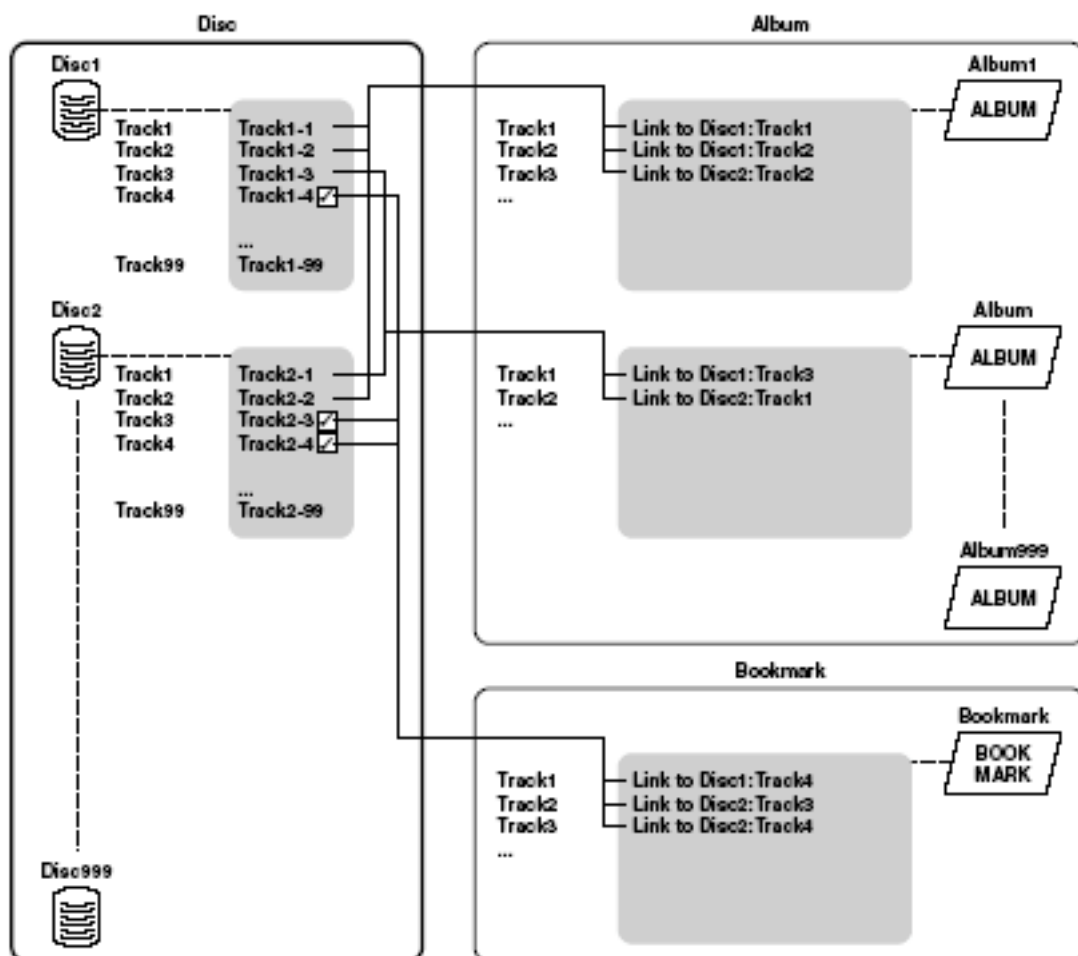 Disc
Disc1
Track1 Track1-1
Track2 Track1-2
Track3 Track1-3
Track4 Track1-4
...
Track99 Track1-99
Disc2
Track1 Track2-1
Track2 Track2-2
Track3 Track2-3
Track4 Track2-4
...
Track99 Track2-99
Disc999
Album
Album1
ALBUM
Track1 Link to Disc1:Track1
Track2 Link to Disc1:Track2
Track3 Link to Disc2:Track2
...
Album
ALBUM
Track1 Link to Disc1:Track3
Track2 Link to Disc2:Track1
...
Album999
ALBUM
Bookmark
Bookmark
BOOK
MARK
Track1 Link to Disc1:Track4
Track2 Link to Disc2:Track3
Track3 Link to Disc2:Track4
...